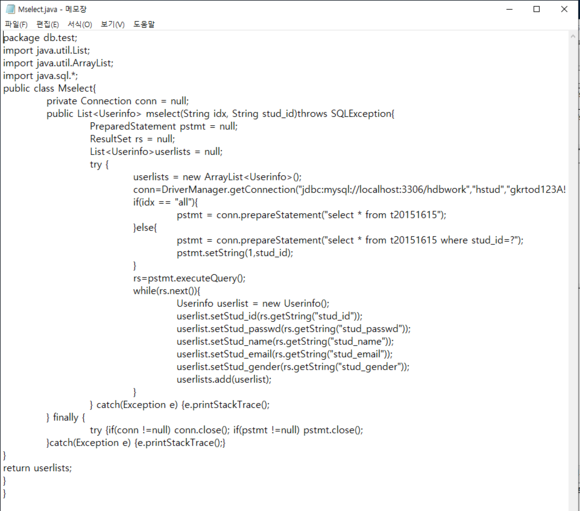 Mselect.java - 메모장
파일(F) 편집(E) 서식(O) 보기(V) 도움말
package db.test;
import java.util.List;
import java.util.ArrayList;
import java.sql.*;
public class Mselect{
private Connection conn = null;
public List<Userinfo> mselect(String idx, String stud_id)throws SQLException{
PreparedStatement pstmt = null;
ResultSet rs = null;
List<Userinfo>userlists = null;
try {
userlists = new ArrayList<Userinfo>();
conn=DriverManager.getConnection("jdbc:mysql://localhost:3306/hdbwork","hstud","gkrtod123A!
if(idx == "all"){
pstmt = conn.prepareStatement("select * from t20151615");
}else{
pstmt = conn.prepareStatement("select * from t20151615 where stud_id=?");
pstmt.setString(1,stud_id);
}
rs=pstmt.executeQuery();
while(rs.next()){
Userinfo userlist = new Userinfo();
userlist.setStud_id(rs.getString("stud_id"));
userlist.setStud_passwd(rs.getString("stud_passwd"));
userlist.setStud_name(rs.getString("stud_name"));
userlist.setStud_email(rs.getString("stud_email"));
userlist.setStud_gender(rs.getString("stud_gender"));
userlists.add(userlist);
}
} catch(Exception e) {e.printStackTrace();
} finally {
try {if(conn !=null) conn.close(); if(pstmt !=null) pstmt.close();
}catch(Exception e) {e.printStackTrace();}
}
return userlists;
}
}